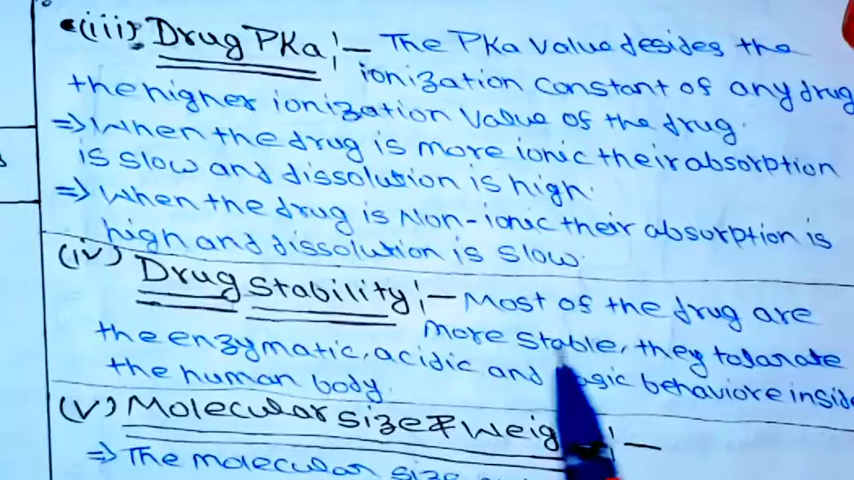 (iii) Drug PKa :- The PKa value desides the
ionization constant of any drug
the higher ionization value of the drug.
=> When the drug is more ionic their absorption
is slow and dissolution is high.
=> When the drug is Non-ionic their absorption is
high and dissolution is slow.
(iv) Drug Stability :- Most of the drug are
more stable, they tolarate
the enzymatic, acidic and behaviore insid
the human body.
(v) Molecular size & Weig :-
=> The molecular size